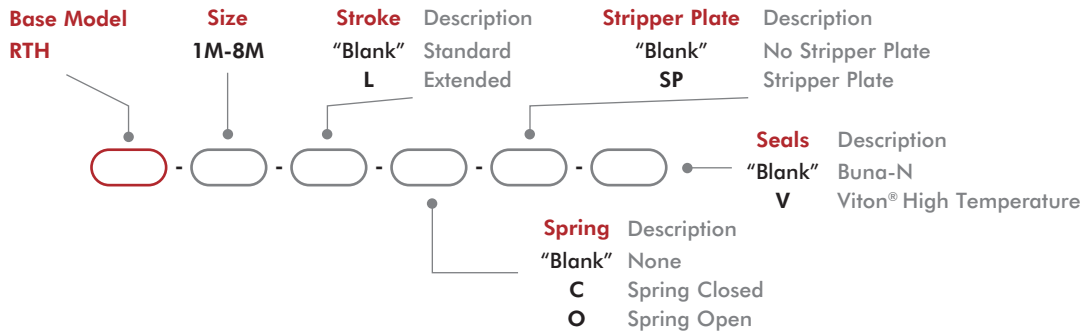 Base Model
RTH
Size
1M-8M
Stroke Description
“Blank” Standard
L Extended
Stripper Plate Description
“Blank” No Stripper Plate
SP Stripper Plate
- - - - -
Seals Description
“Blank” Buna-N
V Viton® High Temperature
Spring Description
“Blank” None
C Spring Closed
O Spring Open